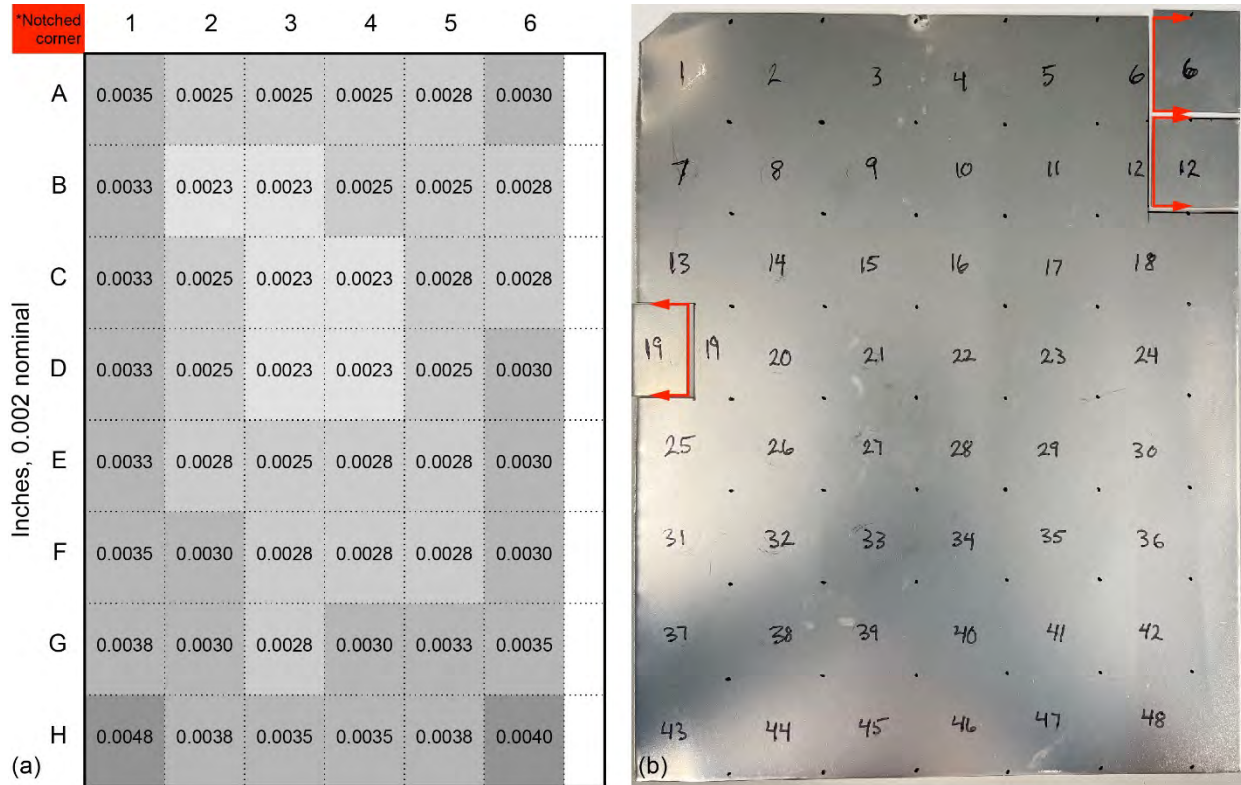 *Notched
corner
1 2 3 4 5 6
A 0.0035 0.0025 0.0025 0.0025 0.0028 0.0030
B 0.0033 0.0023 0.0023 0.0025 0.0025 0.0028
C 0.0033 0.0025 0.0023 0.0023 0.0028 0.0028
D 0.0033 0.0025 0.0023 0.0023 0.0025 0.0030
E 0.0033 0.0028 0.0025 0.0028 0.0028 0.0030
F 0.0035 0.0030 0.0028 0.0028 0.0028 0.0030
G 0.0038 0.0030 0.0028 0.0030 0.0033 0.0035
H 0.0048 0.0038 0.0035 0.0035 0.0038 0.0040
Inches, 0.002 nominal
(a)
1 2 3 4 5 6 6
7 8 9 10 11 12 12
13 14 15 16 17 18
19 19 20 21 22 23 24
25 26 27 28 29 30
31 32 33 34 35 36
37 38 39 40 41 42
43 44 45 46 47 48
(b)